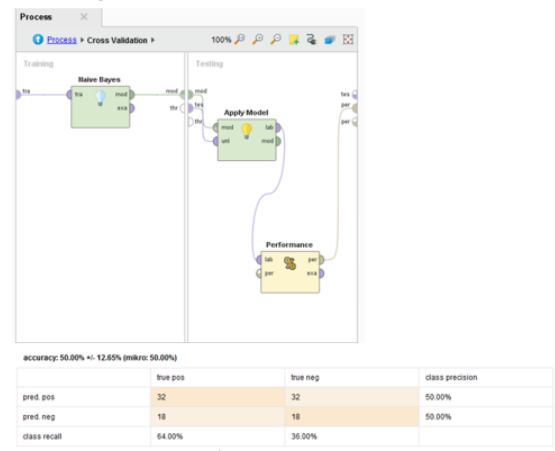 Process
Process ▸ Cross Validation ▸ 100%
Training
Testing
Naive Bayes
tra tra mod mod mod
exa thr tes
thr
Apply Model
mod lab
uni mod
tes
per
per
Performance
lab per
per exa
accuracy: 50.00% +/- 12.65% (mikro: 50.00%)
true pos true neg class precision
pred. pos 32 32 50.00%
pred. neg 18 18 50.00%
class recall 64.00% 36.00%